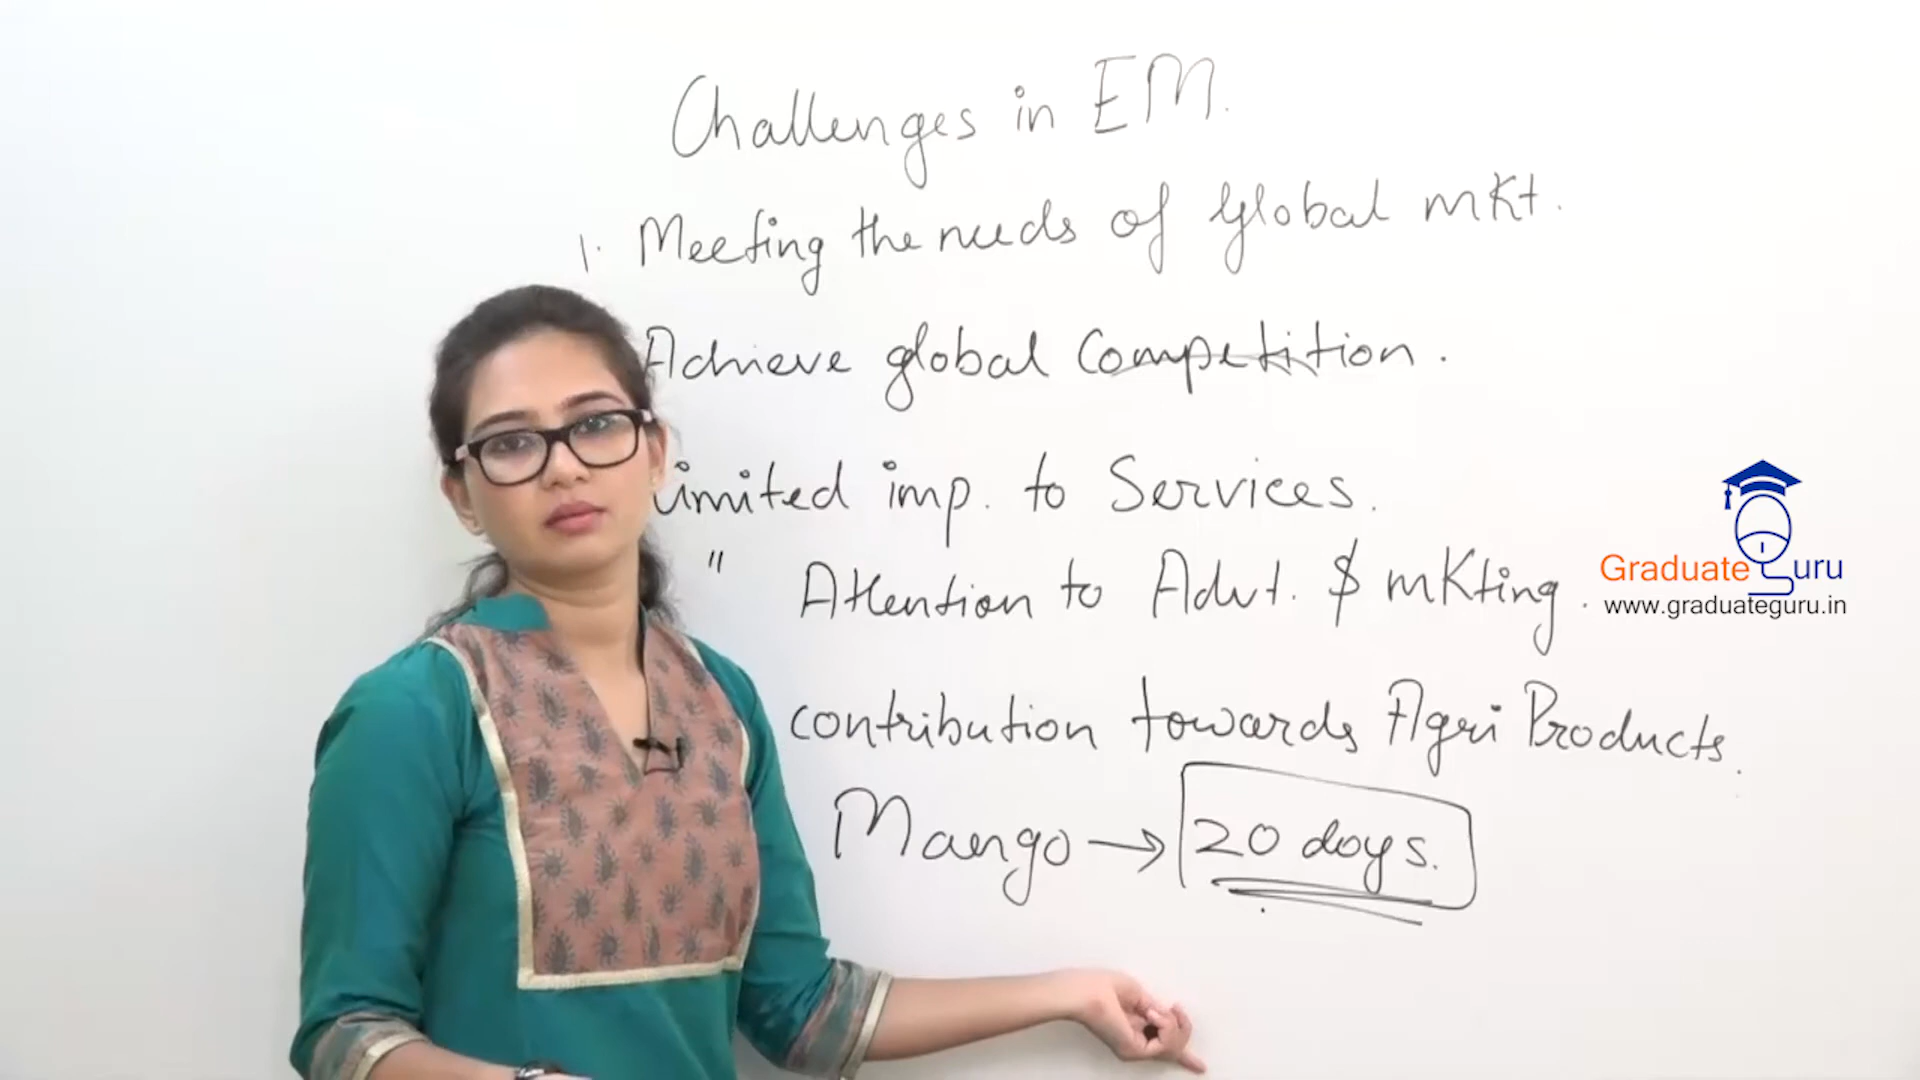 Challenges in EM.
1. Meeting the needs of global mkt.
Achieve global Competition.
Limited imp. to Services.
" Attention to Advt. $ mkting.
contribution towards Agri Products.
Mango → 20 days.
Graduate Guru
www.graduateguru.in